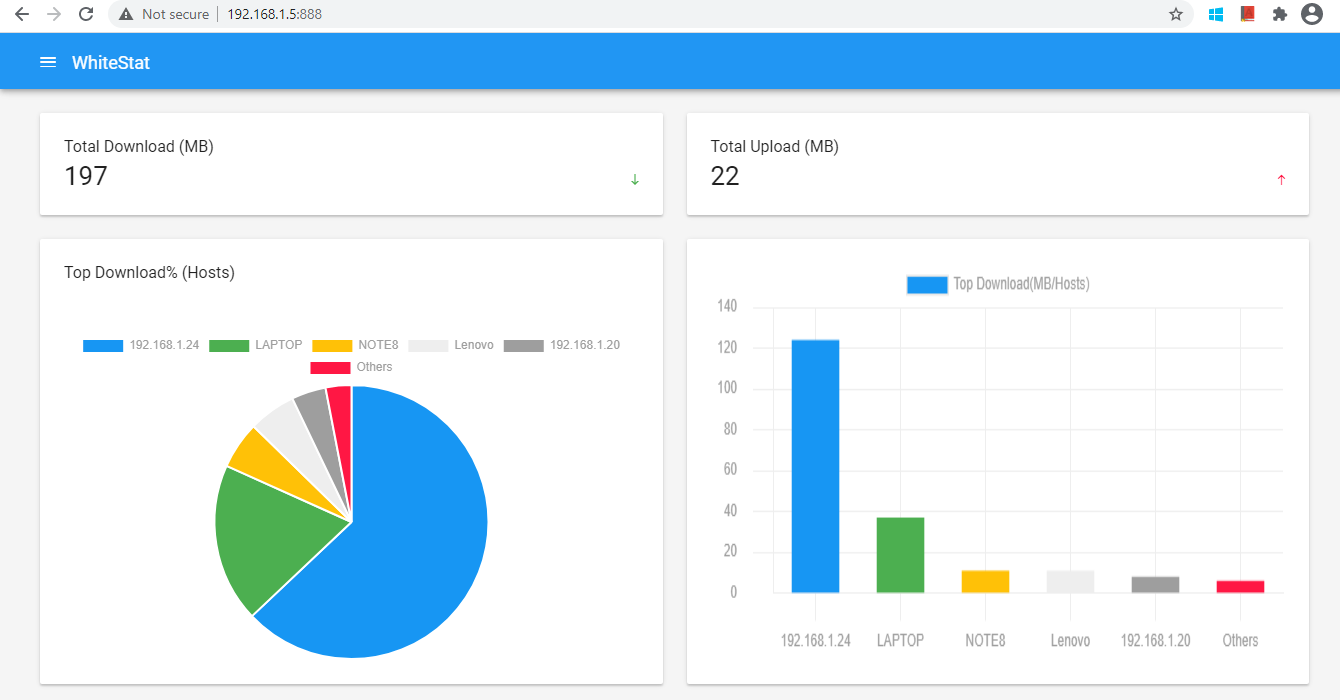 Not secure 192.168.1.5:888
WhiteStat
Total Download (MB)
197
Total Upload (MB)
22
Top Download% (Hosts)
192.168.1.24 LAPTOP NOTE8 Lenovo 192.168.1.20
Others
Top Download(MB/Hosts)
140
120
100
80
60
40
20
0
192.168.1.24 LAPTOP NOTE8 Lenovo 192.168.1.20 Others